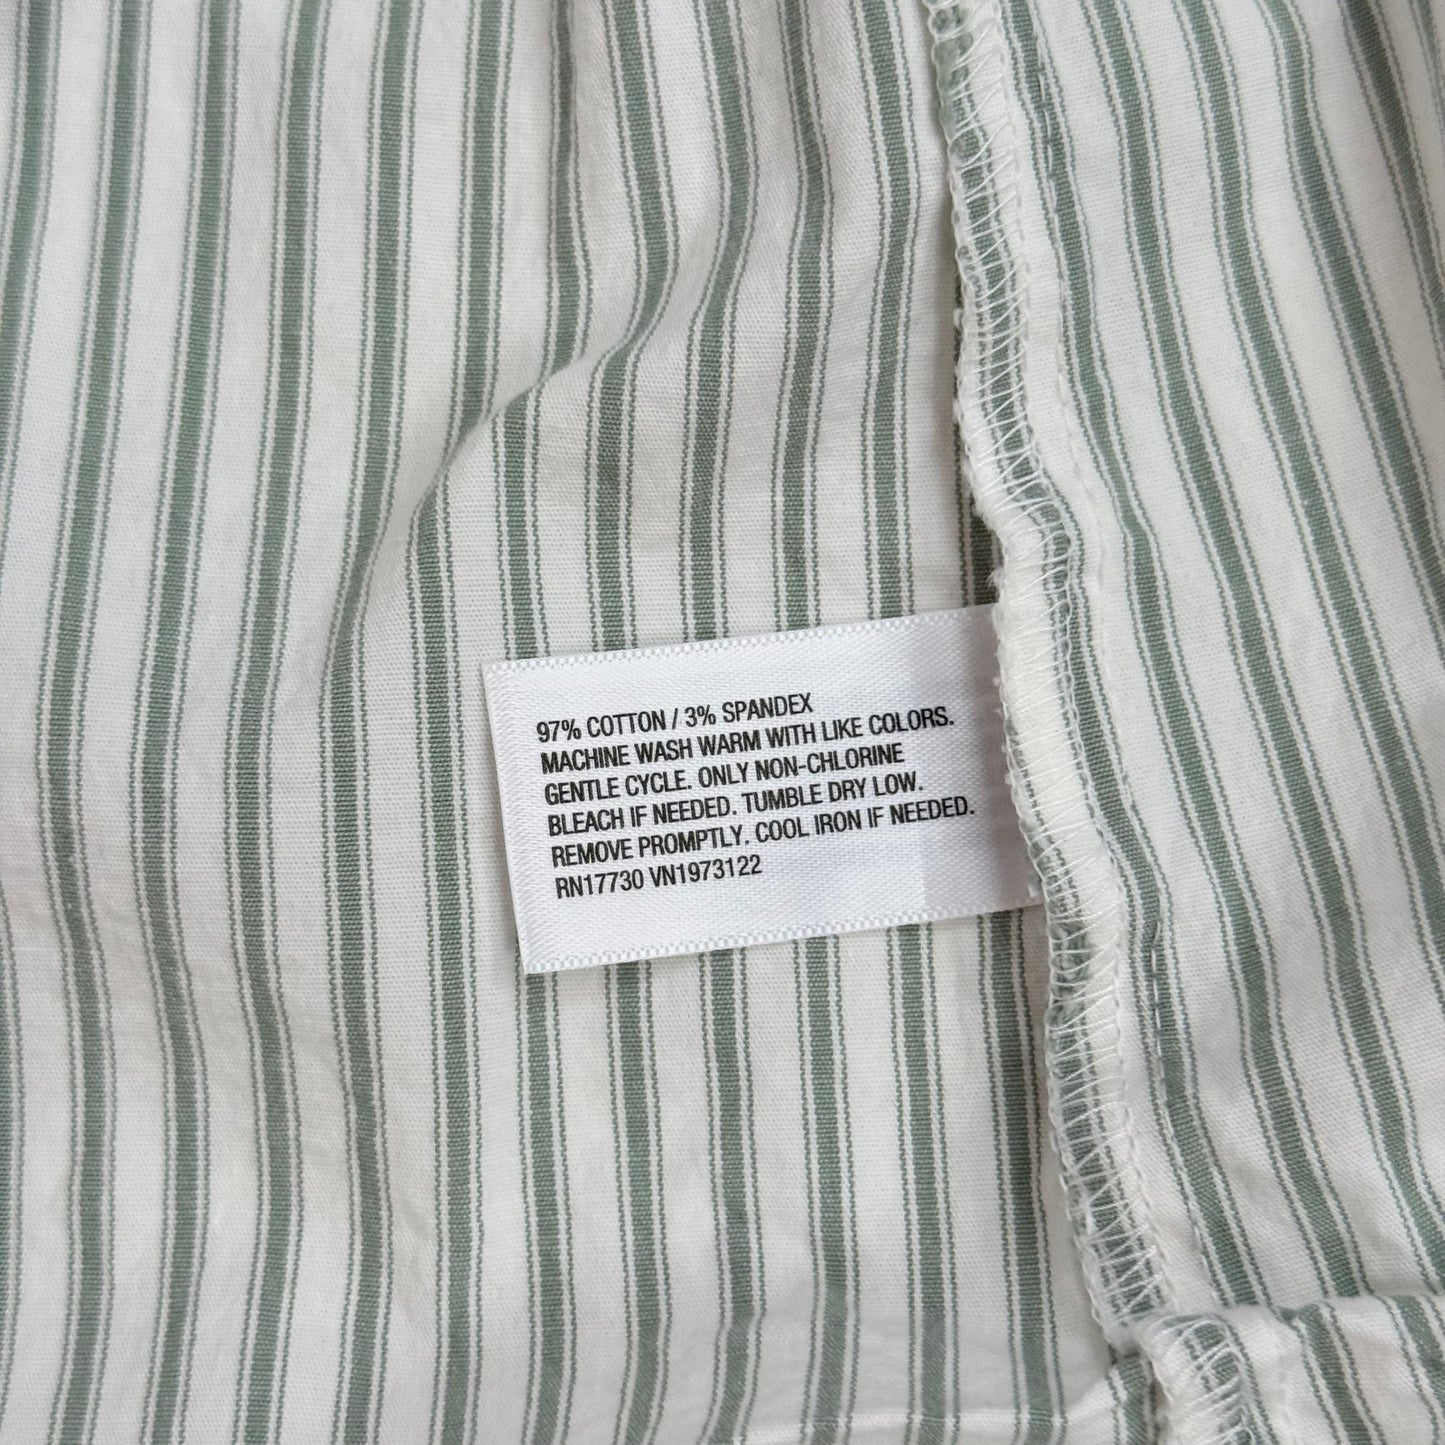 97% COTTON / 3% SPANDEX
MACHINE WASH WARM WITH LIKE COLORS.
GENTLE CYCLE. ONLY NON-CHLORINE
BLEACH IF NEEDED. TUMBLE DRY LOW.
REMOVE PROMPTLY. COOL IRON IF NEEDED.
RN17730 VN1973122